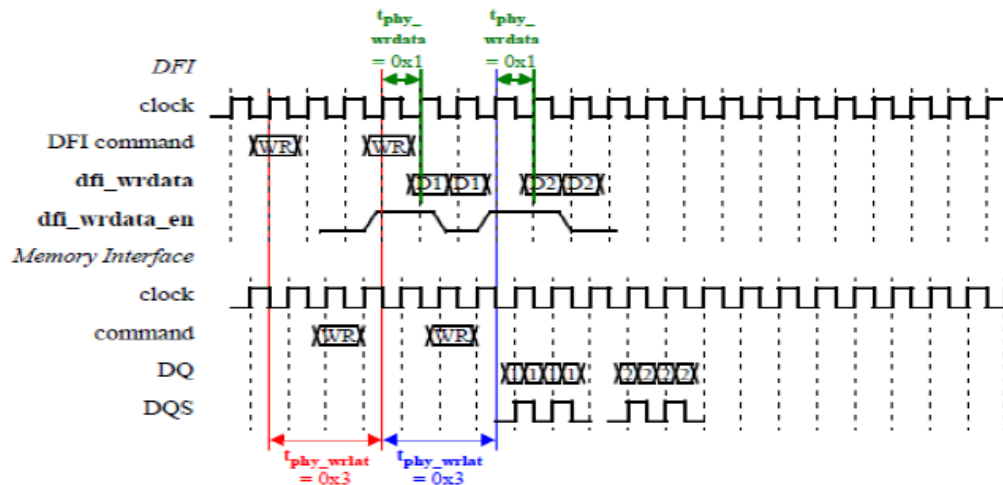 tphy_ tphy_
wrdata wrdata
= 0x1 = 0x1
DFI
clock
DFI command WR WR
dfi_wrdata D1 D1 D2 D2
dfi_wrdata_en
Memory Interface
clock
command WR WR
DQ 1 1 1 1 2 2 2 2
DQS
tphy_wrlat tphy_wrlat
= 0x3 = 0x3